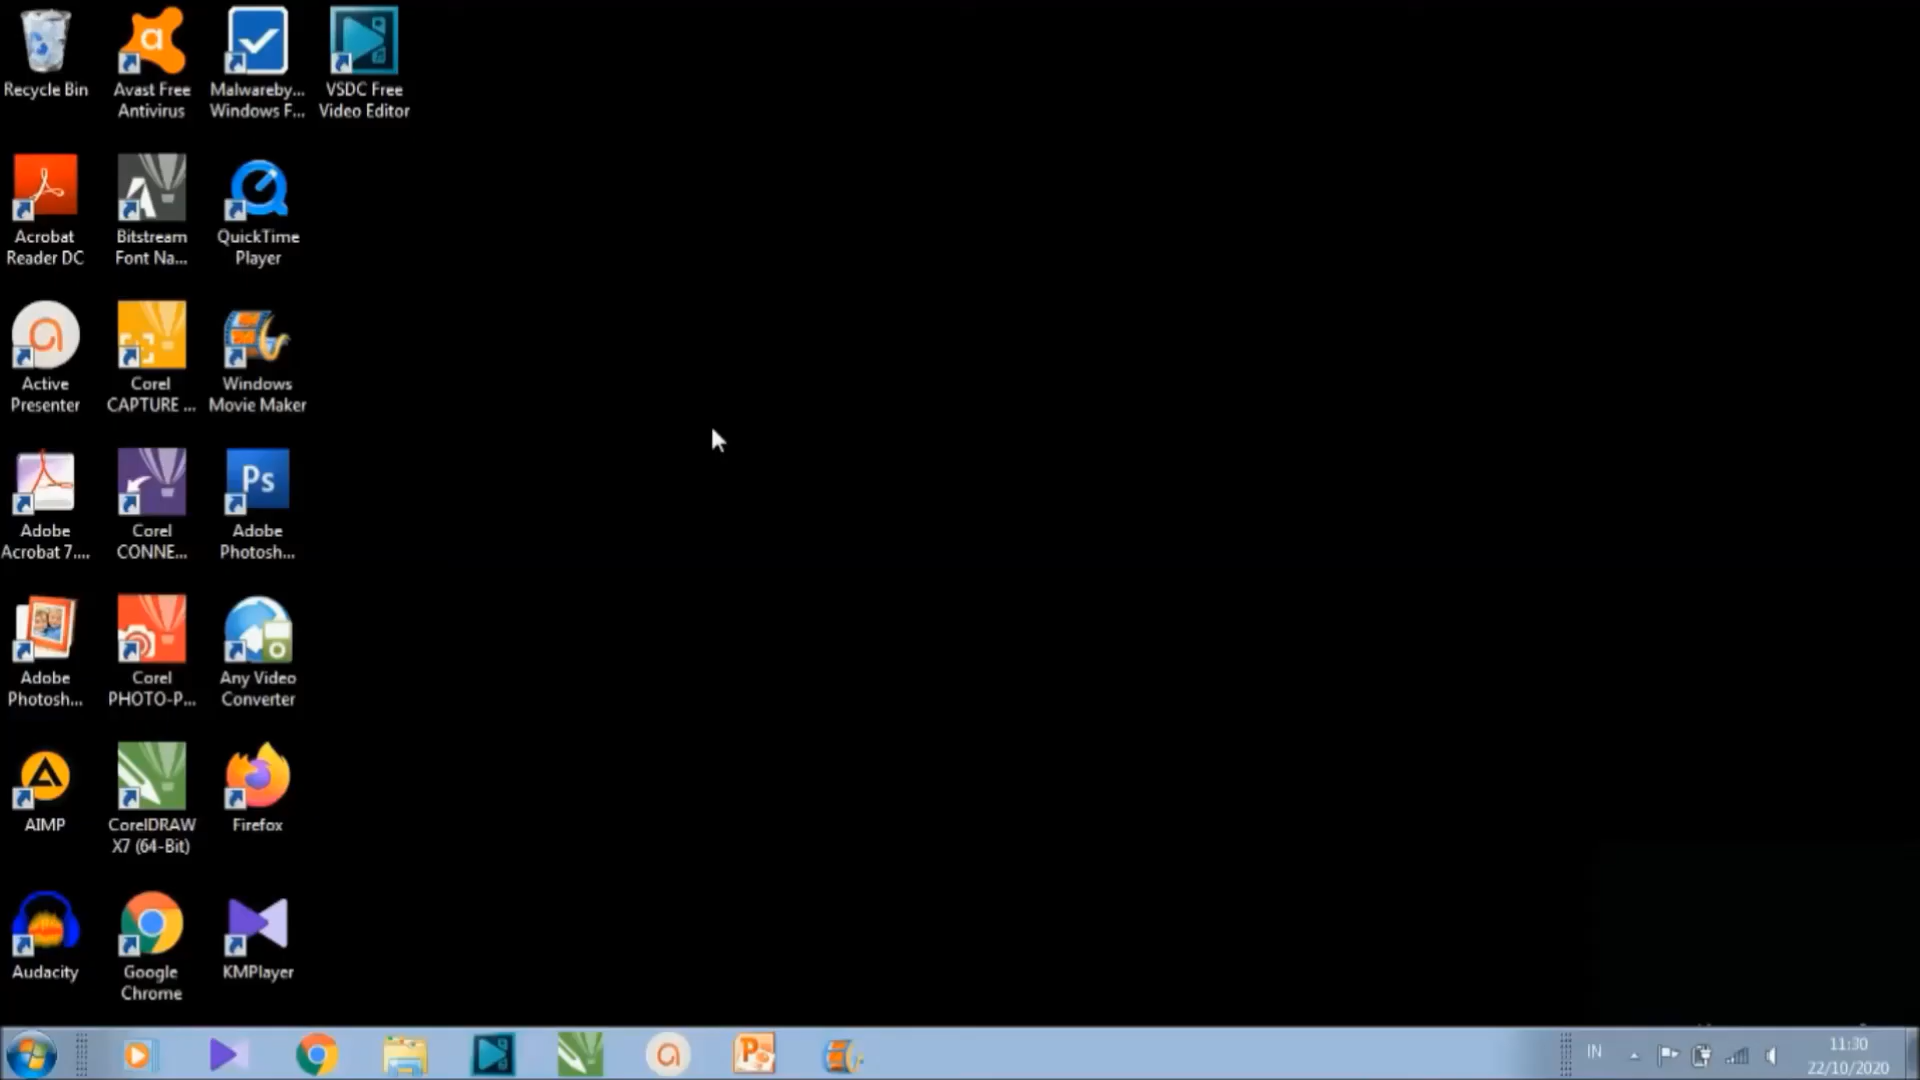 Recycle Bin
Avast Free
Antivirus
Malwareby...
Windows F...
VSDC Free
Video Editor
Acrobat
Reader DC
Bitstream
Font Na...
QuickTime
Player
Active
Presenter
Corel
CAPTURE ...
Windows
Movie Maker
Adobe
Acrobat 7....
Corel
CONNE...
Ps
Adobe
Photosh...
Adobe
Photosh...
Corel
PHOTO-P...
Any Video
Converter
AIMP
CorelDRAW
X7 (64-Bit)
Firefox
Audacity
Google
Chrome
KMPlayer
IN
11:30
22/10/2020